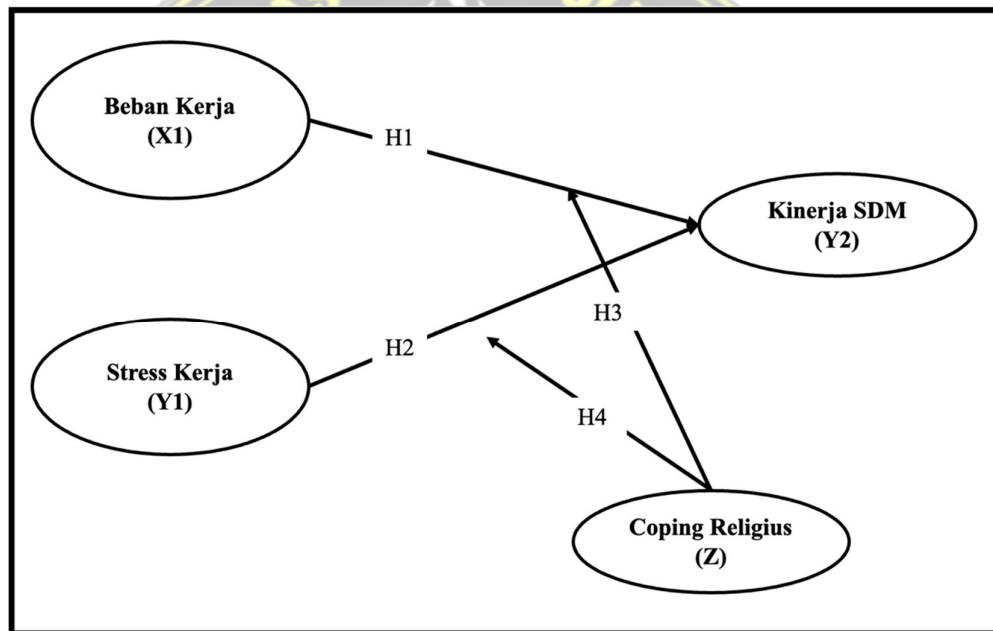 Beban Kerja
(X1)
H1
Kinerja SDM
(Y2)
H3
Stress Kerja
(Y1)
H2
H4
Coping Religius
(Z)